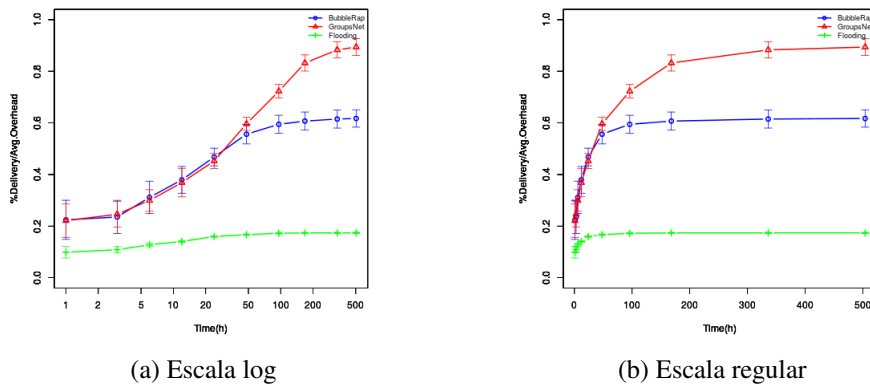 BubbleRap
GroupsNet
Flooding
%Delivery/Avg.Overhead
1.0
0.8
0.6
0.4
0.2
0.0
1 2 5 10 20 50 100 200 500
Time(h)
(a) Escala log
BubbleRap
GroupsNet
Flooding
%Delivery/Avg.Overhead
1.0
0.8
0.6
0.4
0.2
0.0
0 100 200 300 400 500
Time(h)
(b) Escala regular